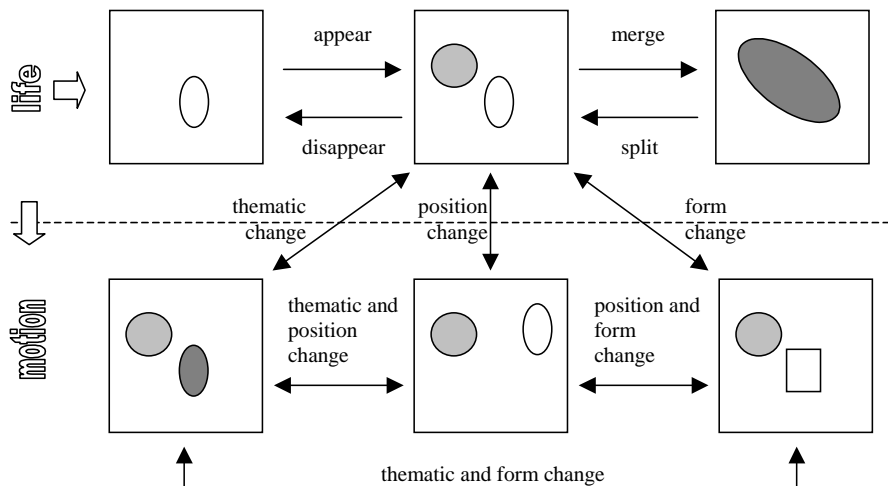 life
appear
merge
disappear
split
thematic
change
position
change
form
change
motion
thematic and
position
change
position and
form
change
thematic and form change